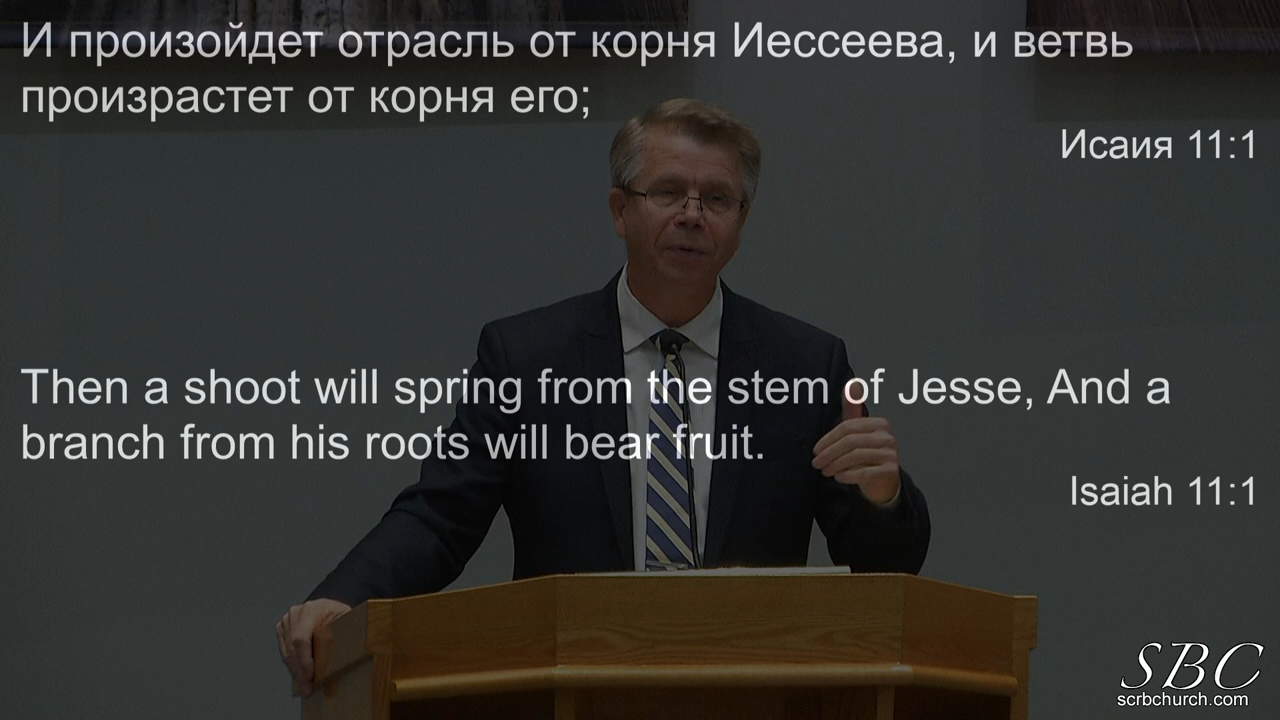 И произойдет отрасль от корня Иессеева, и ветвь
произрастет от корня его;
Исаия 11:1
Then a shoot will spring from the stem of Jesse, And a
branch from his roots will bear fruit.
Isaiah 11:1
SBC
scrbchurch.com